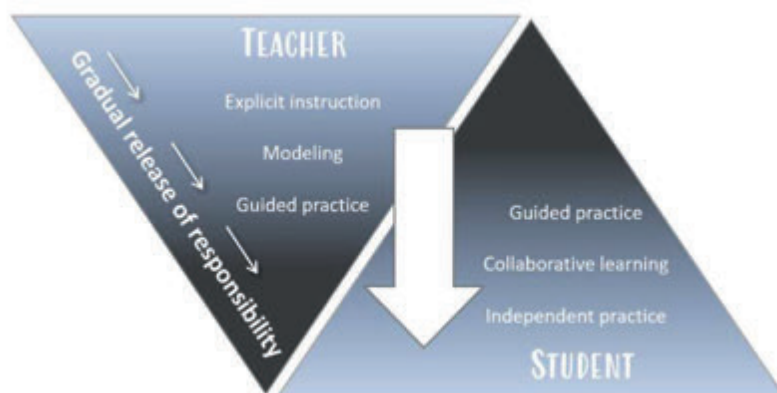 TEACHER
Explicit instruction
Modeling
Guided practice
Gradual release of responsibility
Guided practice
Collaborative learning
Independent practice
STUDENT